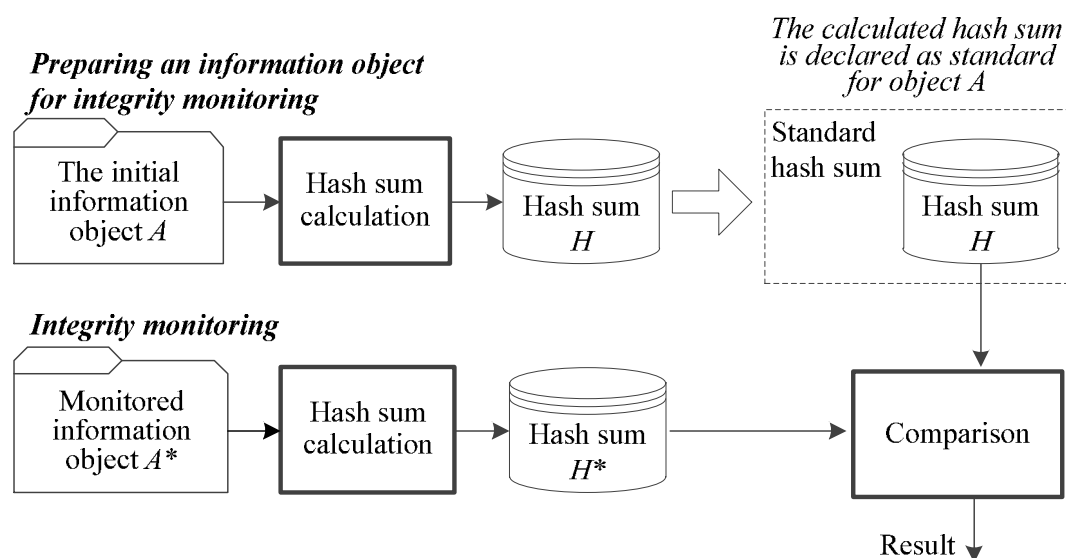 Preparing an information object
for integrity monitoring
The calculated hash sum
is declared as standard
for object A
The initial
information
object A
Hash sum
calculation
Hash sum
H
Standard
hash sum
Hash sum
H
Integrity monitoring
Monitored
information
object A*
Hash sum
calculation
Hash sum
H*
Comparison
Result